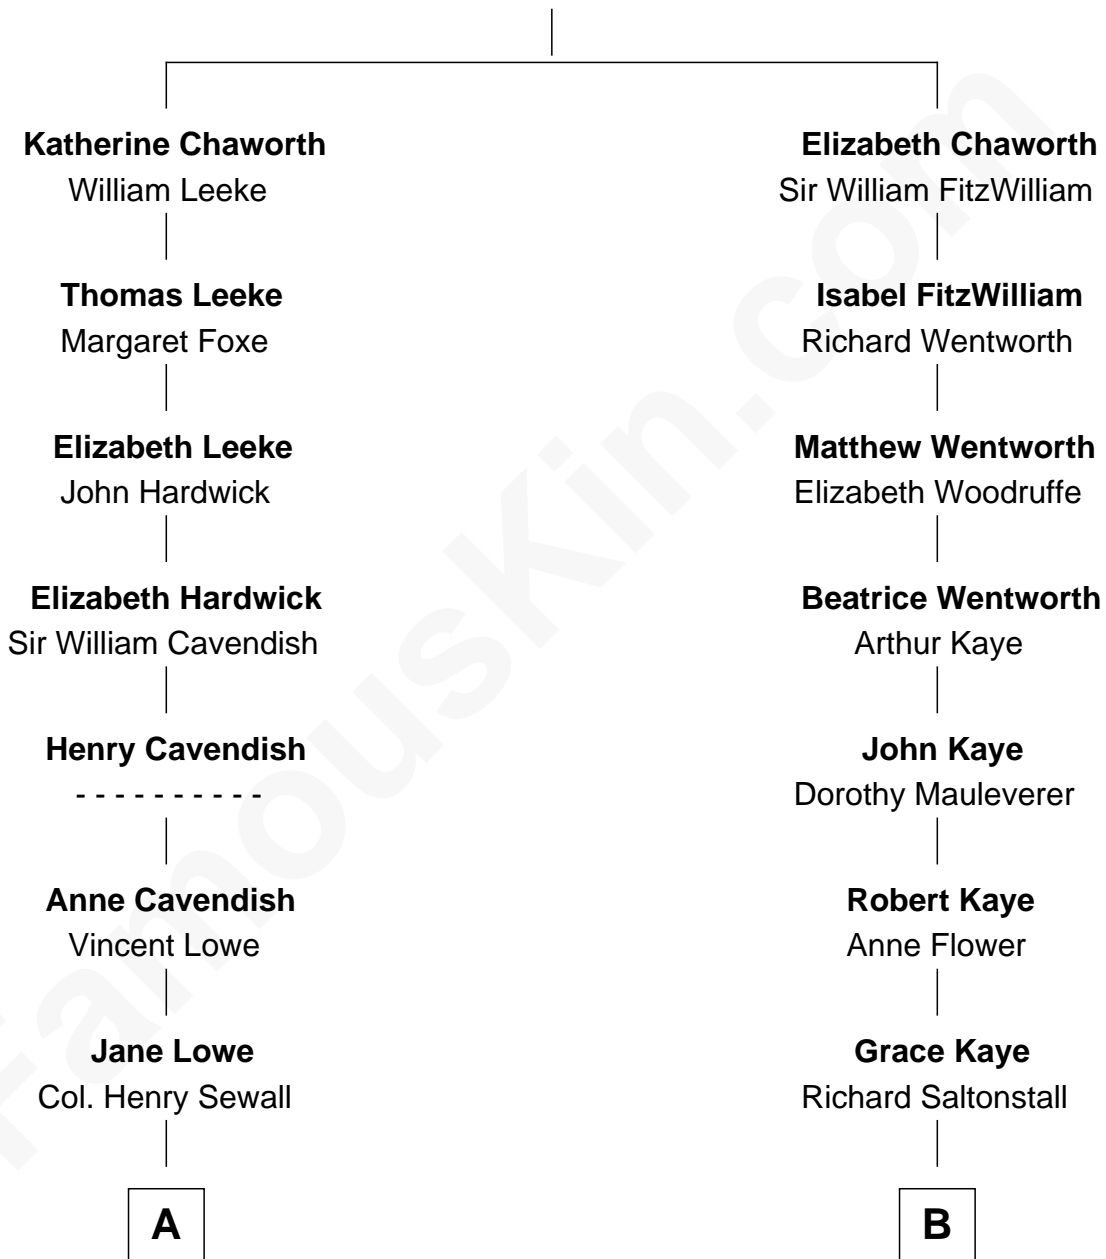 Katherine Chaworth
William Leeke
Thomas Leeke
Margaret Foxe
Elizabeth Leeke
John Hardwick
Elizabeth Hardwick
Sir William Cavendish
Henry Cavendish
- - - - - - - - - -
Anne Cavendish
Vincent Lowe
Jane Lowe
Col. Henry Sewall
A
Elizabeth Chaworth
Sir William FitzWilliam
Isabel FitzWilliam
Richard Wentworth
Matthew Wentworth
Elizabeth Woodruffe
Beatrice Wentworth
Arthur Kaye
John Kaye
Dorothy Mauleverer
Robert Kaye
Anne Flower
Grace Kaye
Richard Saltonstall
B
FamousKin.com